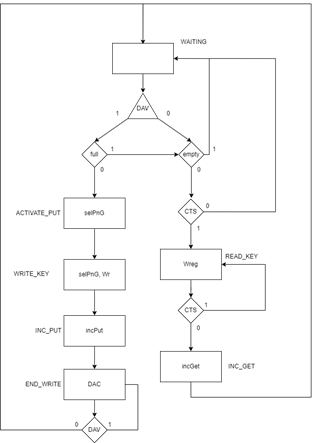 WAITING
DAV
1
0
full
1
empty
1
0
0
ACTIVATE_PUT
selPnG
CTS
0
1
WRITE_KEY
selPnG, Wr
Wreg
READ_KEY
CTS
1
0
INC_PUT
incPut
incGet
INC_GET
END_WRITE
DAC
0
DAV
1